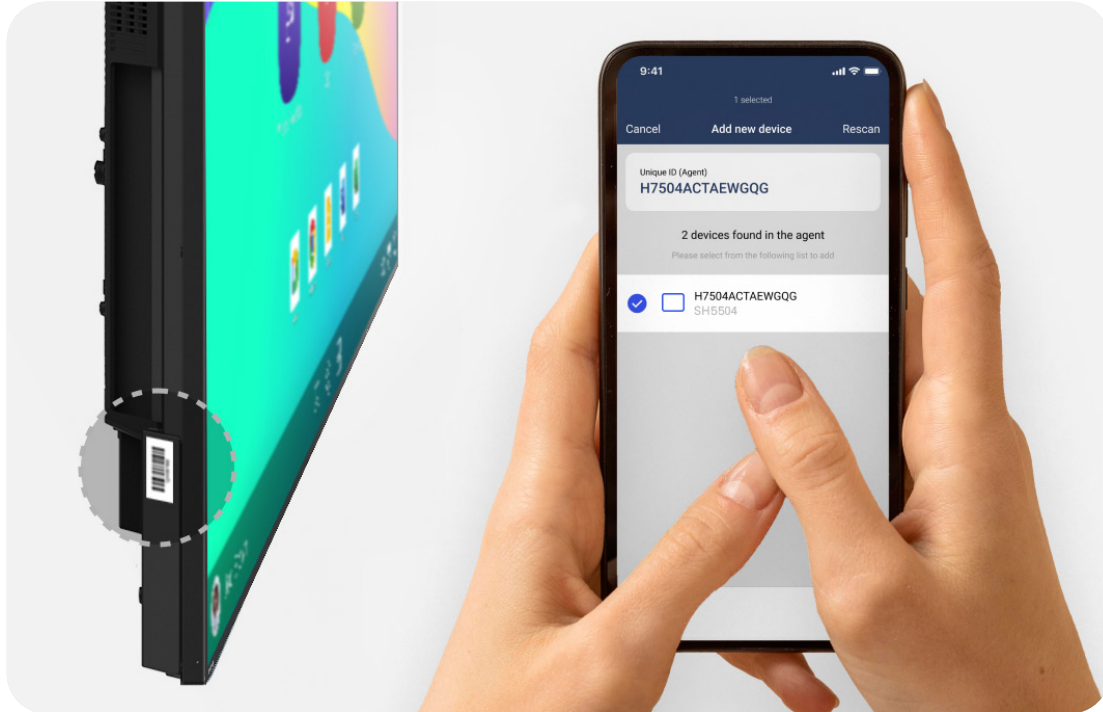 9:41
1 selected
Cancel Add new device Rescan
Unique ID (Agent)
H7504ACTAEWGQG
2 devices found in the agent
Please select from the following list to add
H7504ACTAEWGQG
SH5504